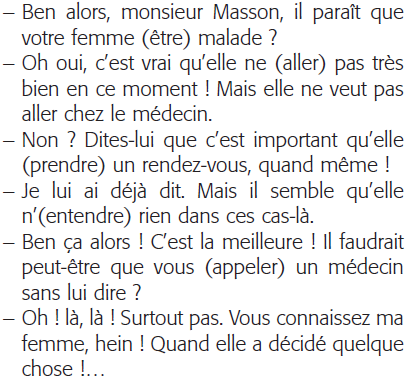 – Ben alors, monsieur Masson, il paraît que
votre femme (être) malade ?
– Oh oui, c'est vrai qu'elle ne (aller) pas très
bien en ce moment ! Mais elle ne veut pas
aller chez le médecin.
– Non ? Dites-lui que c'est important qu'elle
(prendre) un rendez-vous, quand même !
– Je lui ai déjà dit. Mais il semble qu'elle
n'(entendre) rien dans ces cas-là.
– Ben ça alors ! C'est la meilleure ! Il faudrait
peut-être que vous (appeler) un médecin
sans lui dire ?
– Oh ! là, là ! Surtout pas. Vous connaissez ma
femme, hein ! Quand elle a décidé quelque
chose !…